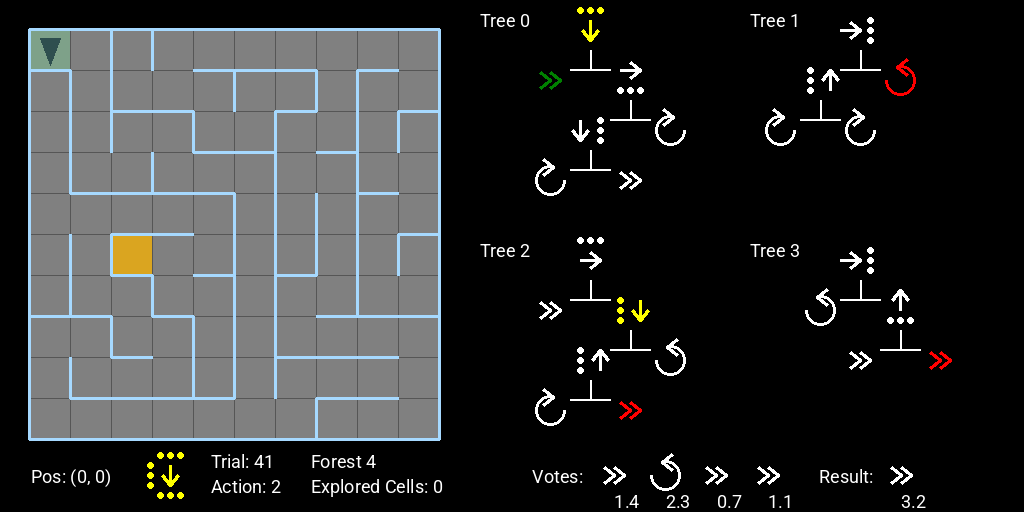 Tree 0
Tree 1
Tree 2
Tree 3
Pos: (0, 0)
Trial: 41
Forest 4
Action: 2
Explored Cells: 0
Votes:
Result:
1.4
2.3
0.7
1.1
3.2